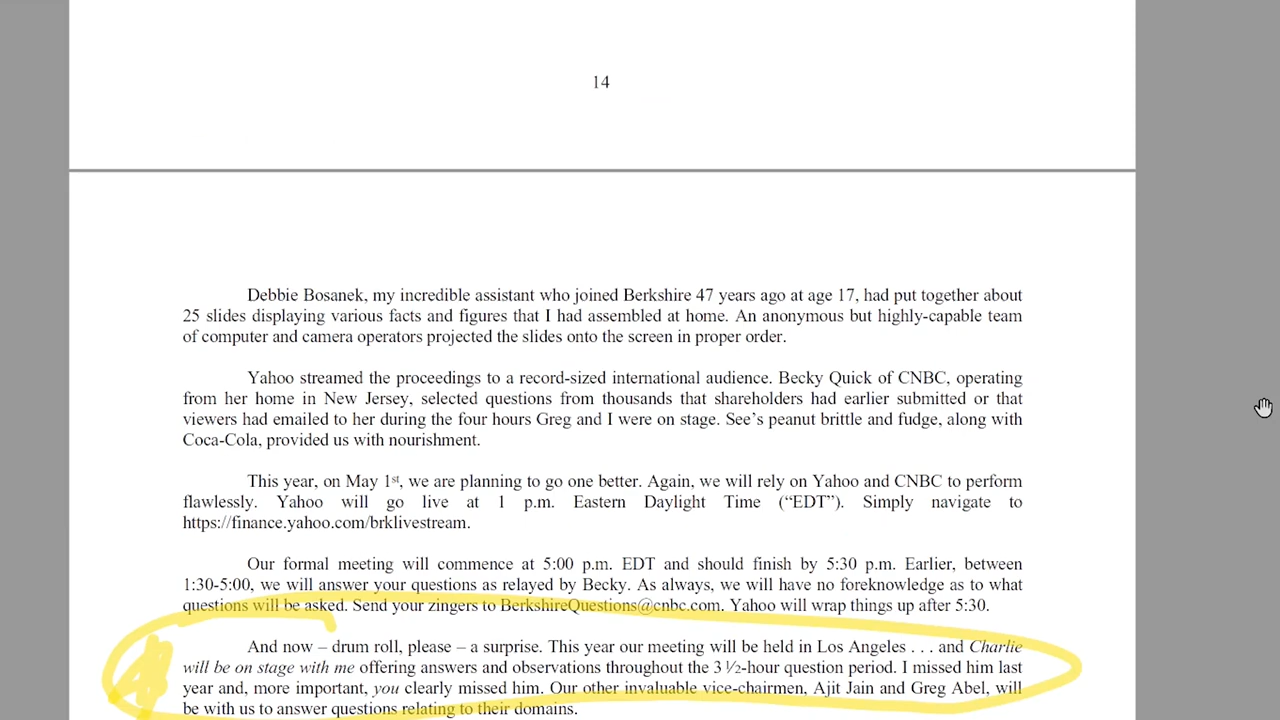 14
Debbie Bosanek, my incredible assistant who joined Berkshire 47 years ago at age 17, had put together about
25 slides displaying various facts and figures that I had assembled at home. An anonymous but highly-capable team
of computer and camera operators projected the slides onto the screen in proper order.
Yahoo streamed the proceedings to a record-sized international audience. Becky Quick of CNBC, operating
from her home in New Jersey, selected questions from thousands that shareholders had earlier submitted or that
viewers had emailed to her during the four hours Greg and I were on stage. See’s peanut brittle and fudge, along with
Coca-Cola, provided us with nourishment.
This year, on May 1st, we are planning to go one better. Again, we will rely on Yahoo and CNBC to perform
flawlessly. Yahoo will go live at 1 p.m. Eastern Daylight Time (“EDT”). Simply navigate to
https://finance.yahoo.com/brklivestream.
Our formal meeting will commence at 5:00 p.m. EDT and should finish by 5:30 p.m. Earlier, between
1:30-5:00, we will answer your questions as relayed by Becky. As always, we will have no foreknowledge as to what
questions will be asked. Send your zingers to BerkshireQuestions@cnbc.com. Yahoo will wrap things up after 5:30.
And now – drum roll, please – a surprise. This year our meeting will be held in Los Angeles . . . and Charlie
will be on stage with me offering answers and observations throughout the 3 ½-hour question period. I missed him last
year and, more important, you clearly missed him. Our other invaluable vice-chairmen, Ajit Jain and Greg Abel, will
be with us to answer questions relating to their domains.